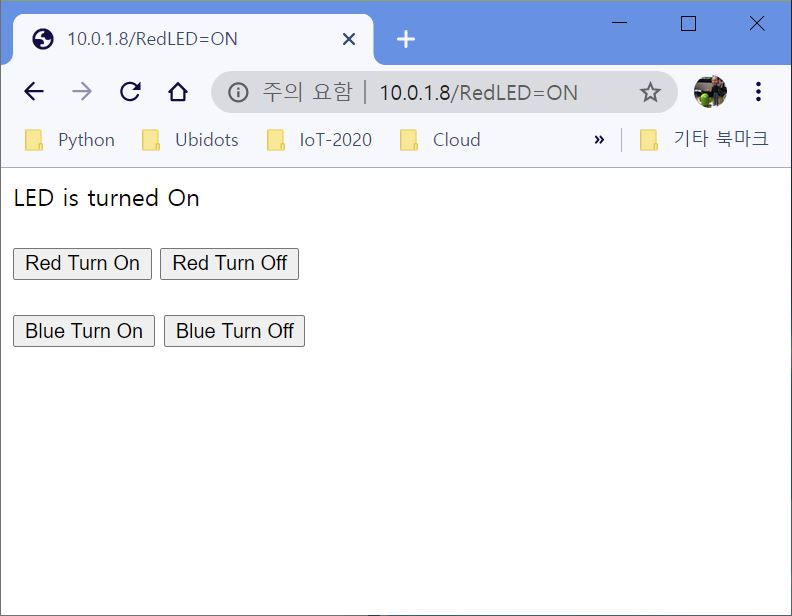 10.0.1.8/RedLED=ON
주의 요함 | 10.0.1.8/RedLED=ON
Python Ubidots IoT-2020 Cloud » 기타 북마크
LED is turned On
Red Turn On Red Turn Off
Blue Turn On Blue Turn Off